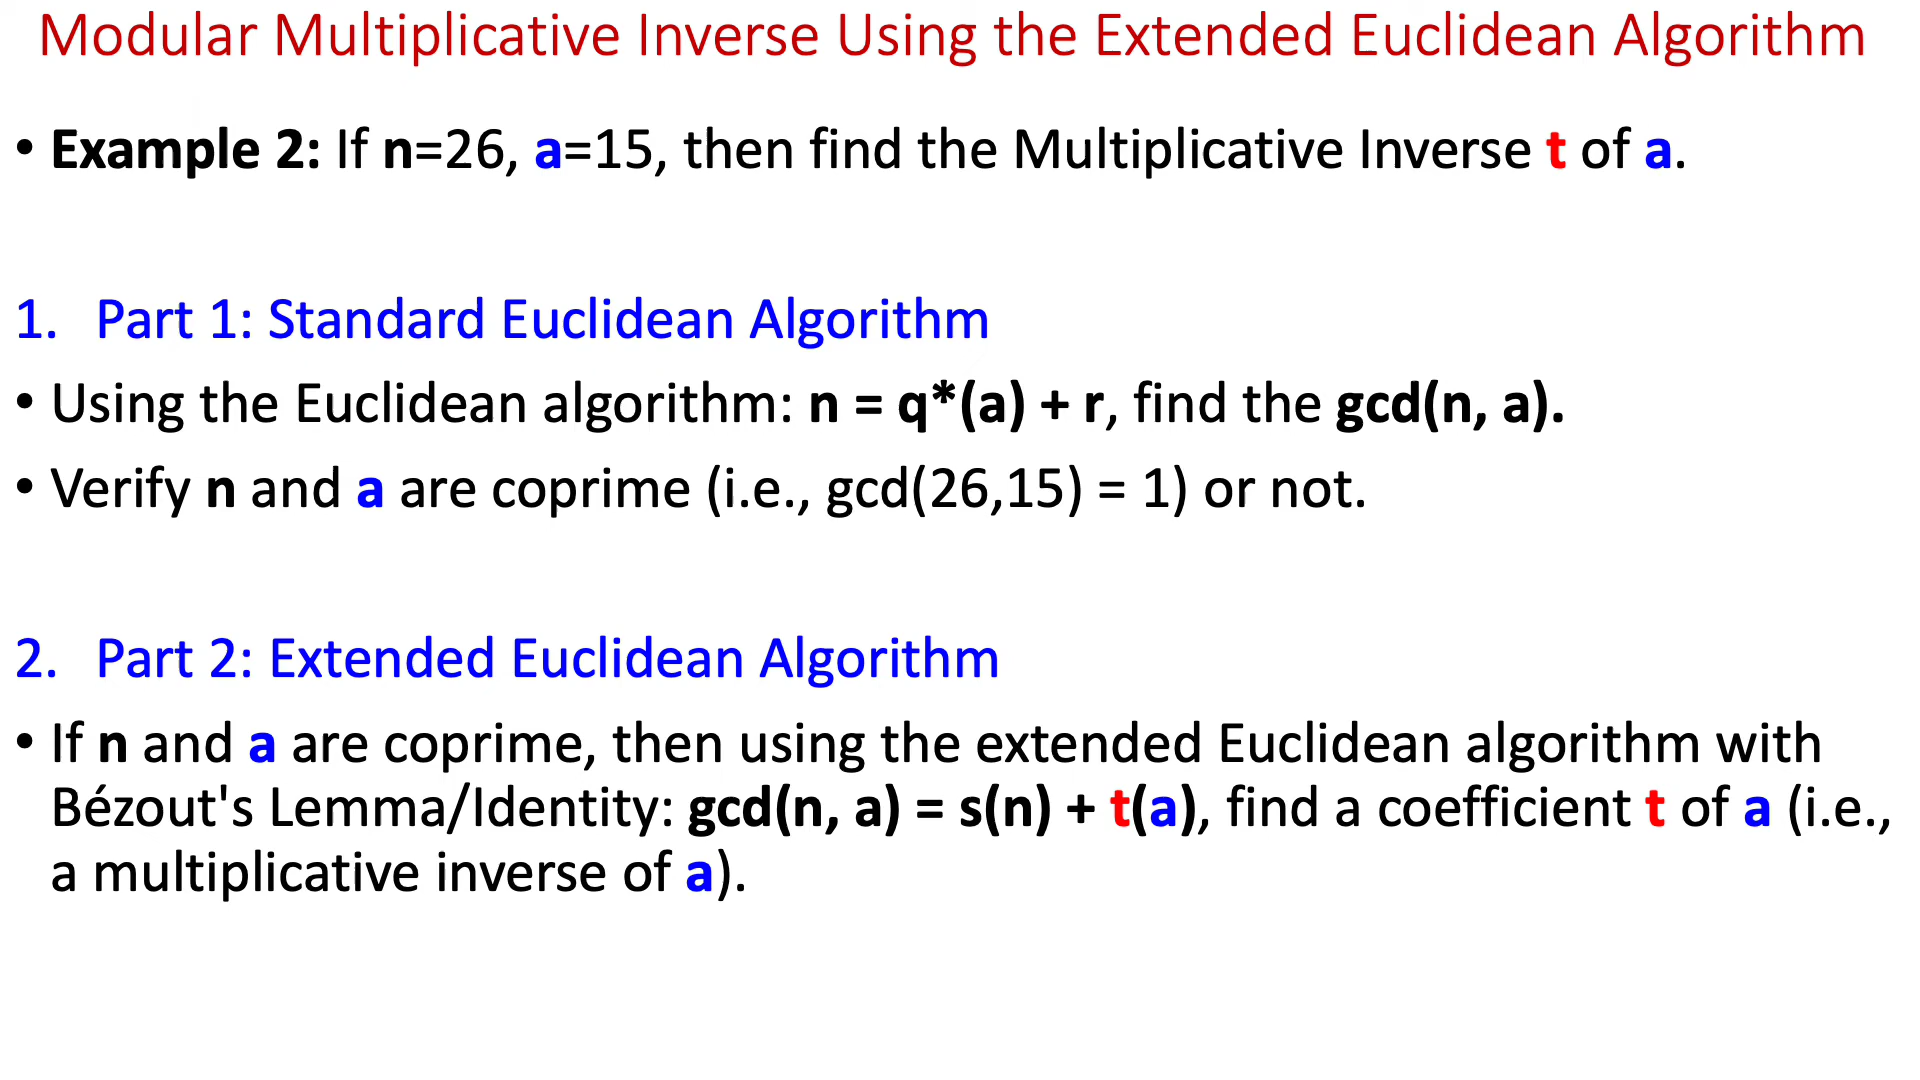 Modular Multiplicative Inverse Using the Extended Euclidean Algorithm
• Example 2: If n=26, a=15, then find the Multiplicative Inverse t of a.
1. Part 1: Standard Euclidean Algorithm
• Using the Euclidean algorithm: n = q*(a) + r, find the gcd(n, a).
• Verify n and a are coprime (i.e., gcd(26,15) = 1) or not.
2. Part 2: Extended Euclidean Algorithm
• If n and a are coprime, then using the extended Euclidean algorithm with
Bézout's Lemma/Identity: gcd(n, a) = s(n) + t(a), find a coefficient t of a (i.e.,
a multiplicative inverse of a).